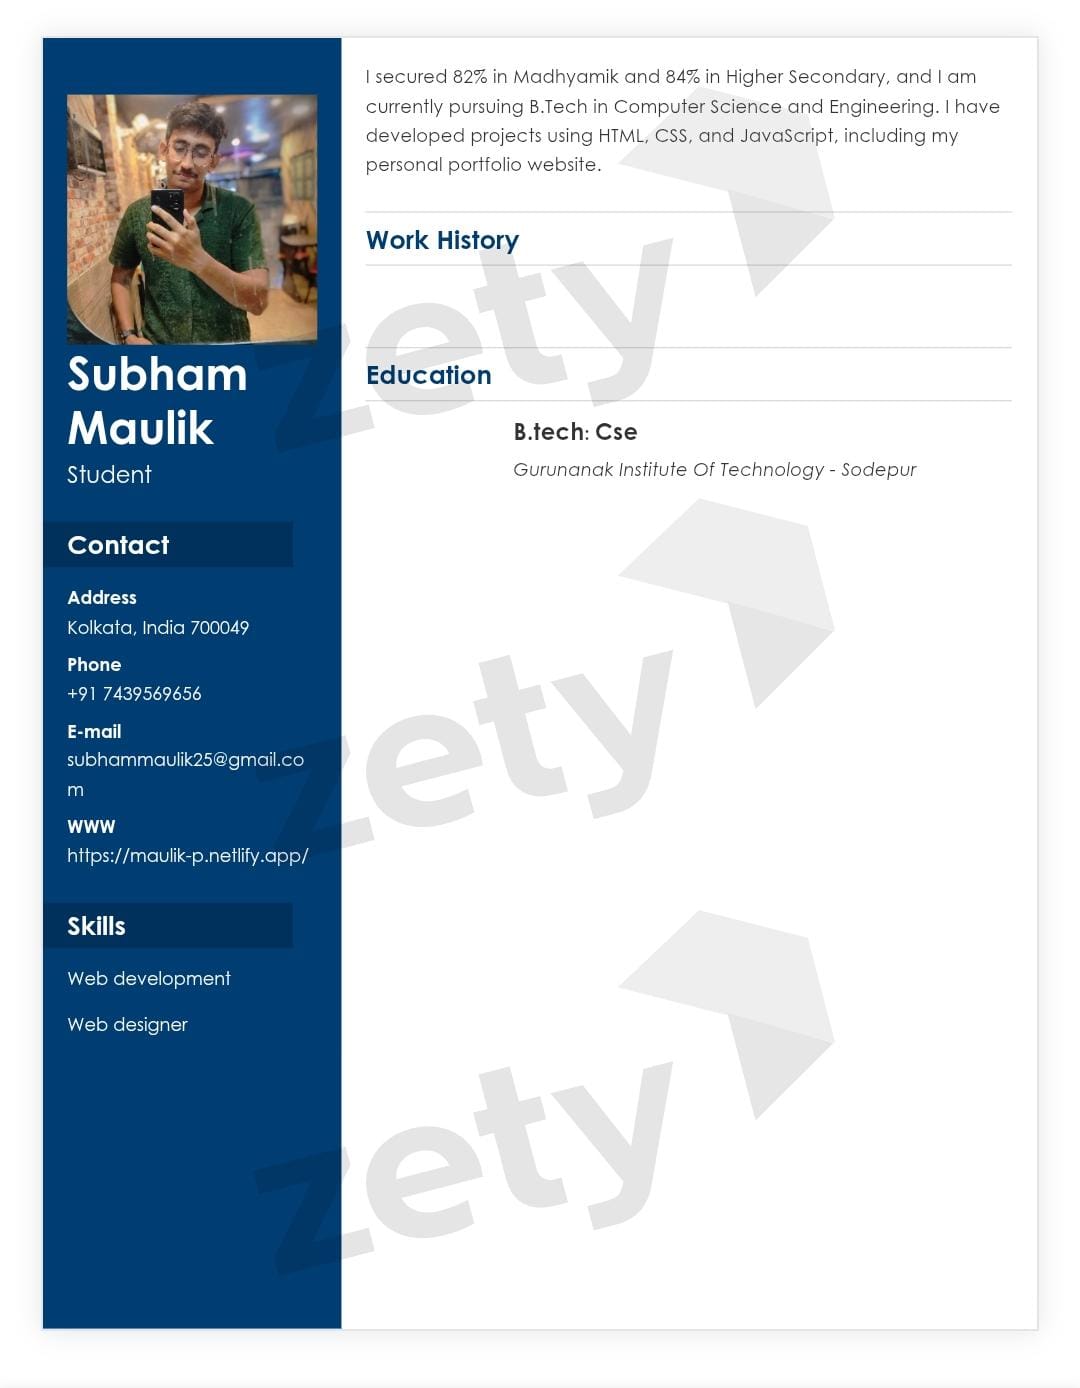 Subham
Maulik
Student
Contact
Address
Kolkata, India 700049
Phone
+91 7439569656
E-mail
subhammaulik25@gmail.co
m
WWW
https://maulik-p.netlify.app/
Skills
Web development
Web designer
I secured 82% in Madhyamik and 84% in Higher Secondary, and I am
currently pursuing B.Tech in Computer Science and Engineering. I have
developed projects using HTML, CSS, and JavaScript, including my
personal portfolio website.
Work History
Education
B.tech: Cse
Gurunanak Institute Of Technology - Sodepur
zety
zety
zety